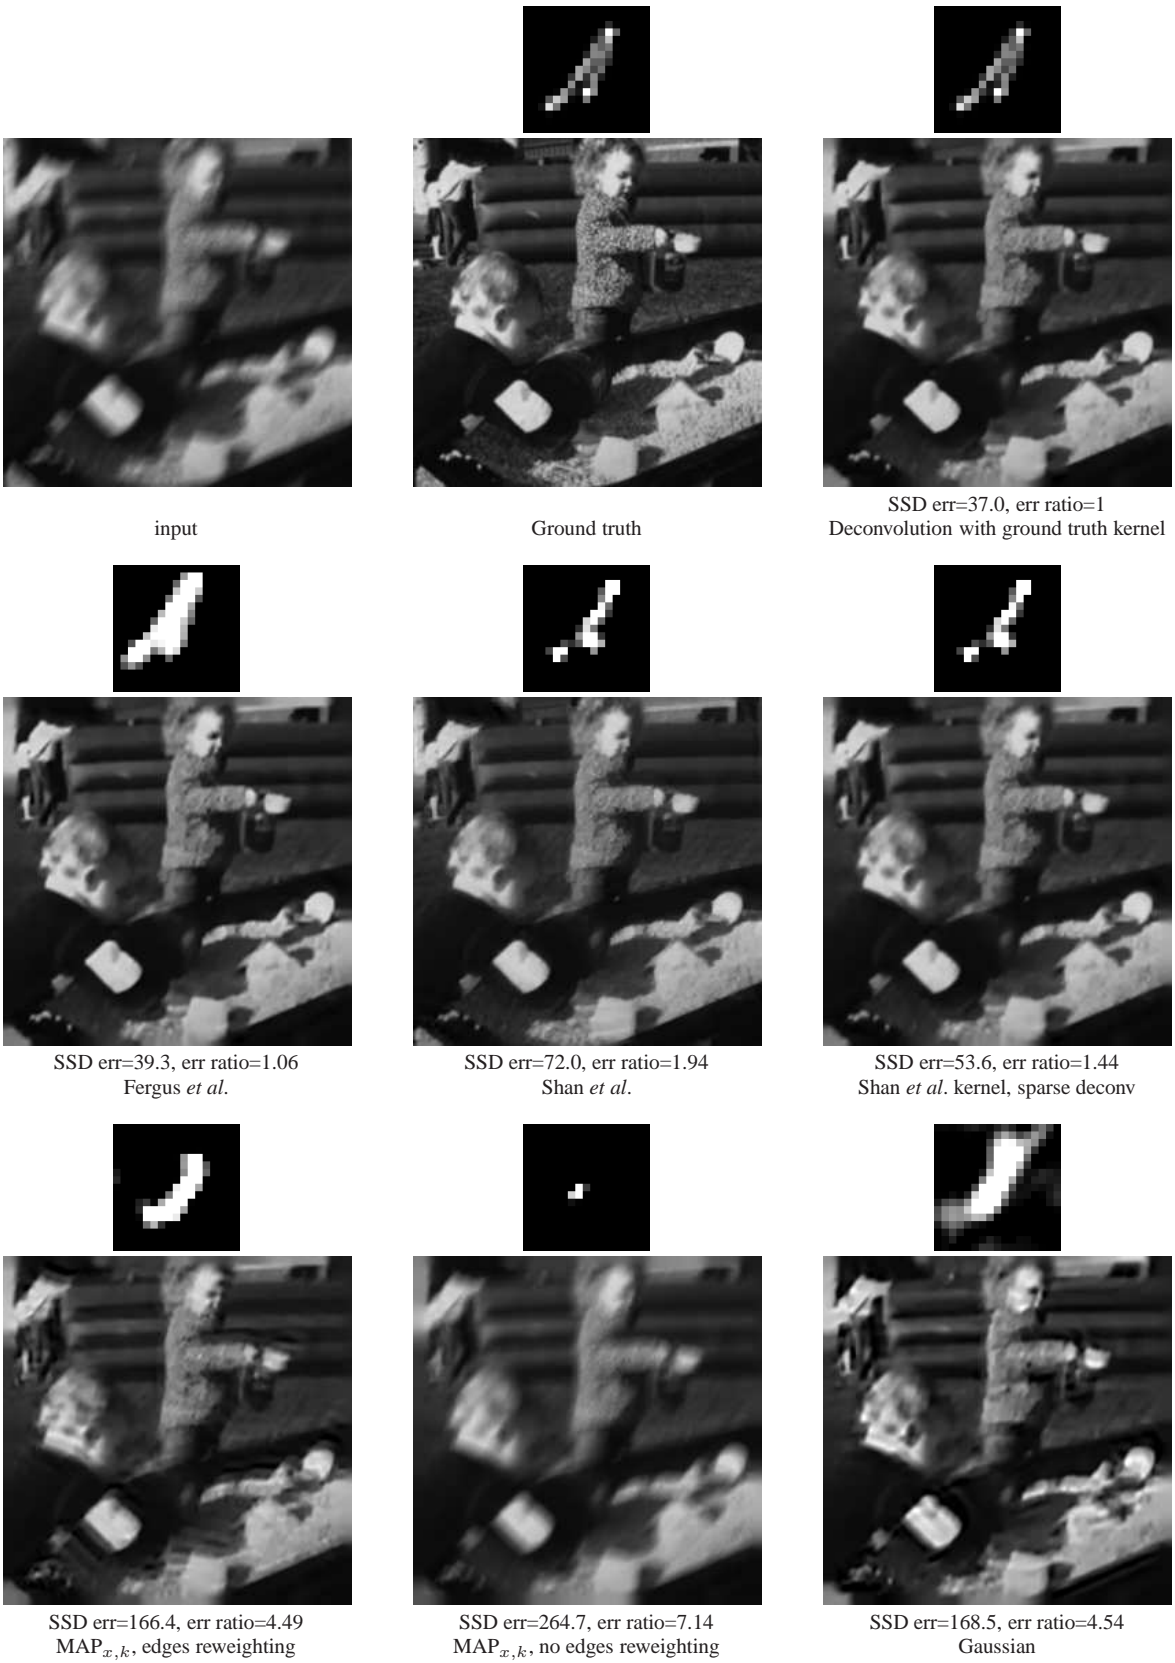 SSD err=37.0, err ratio=1
input
Ground truth
Deconvolution with ground truth kernel
SSD err=39.3, err ratio=1.06
Fergus et al.
SSD err=72.0, err ratio=1.94
Shan et al.
SSD err=53.6, err ratio=1.44
Shan et al. kernel, sparse deconv
SSD err=166.4, err ratio=4.49
MAPx,k, edges reweighting
SSD err=264.7, err ratio=7.14
MAPx,k, no edges reweighting
SSD err=168.5, err ratio=4.54
Gaussian